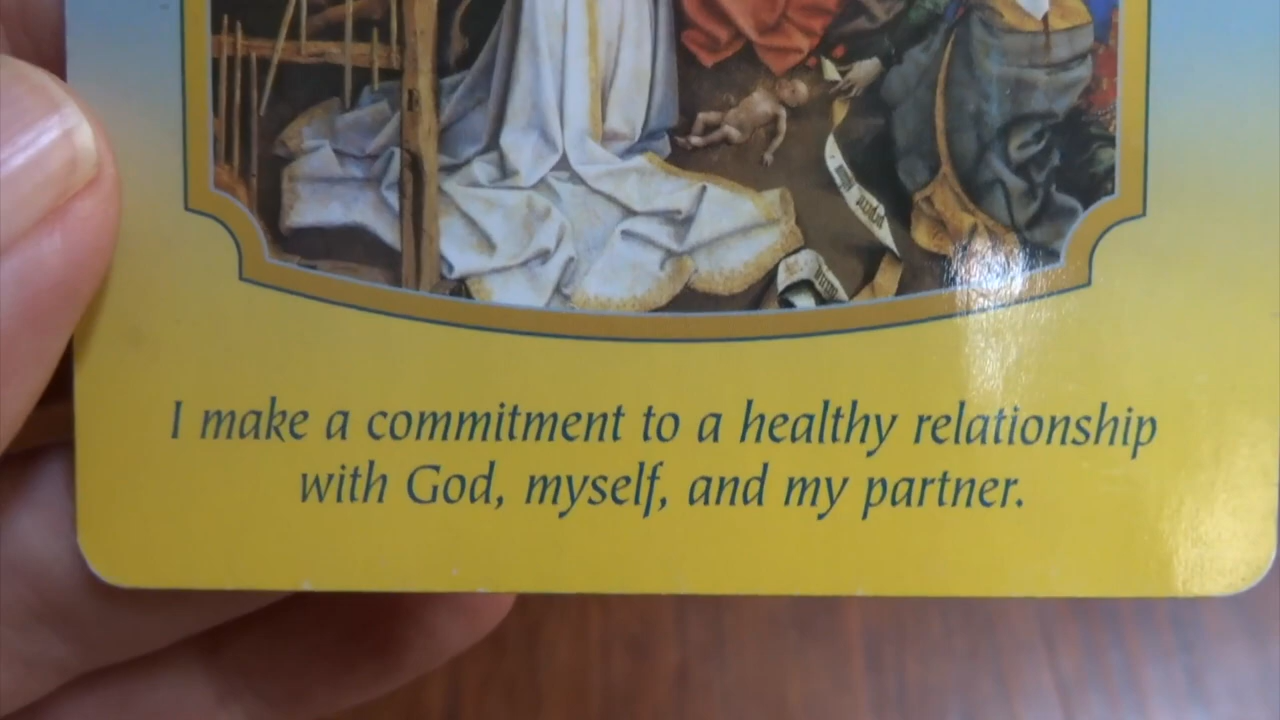 I make a commitment to a healthy relationship
with God, myself, and my partner.